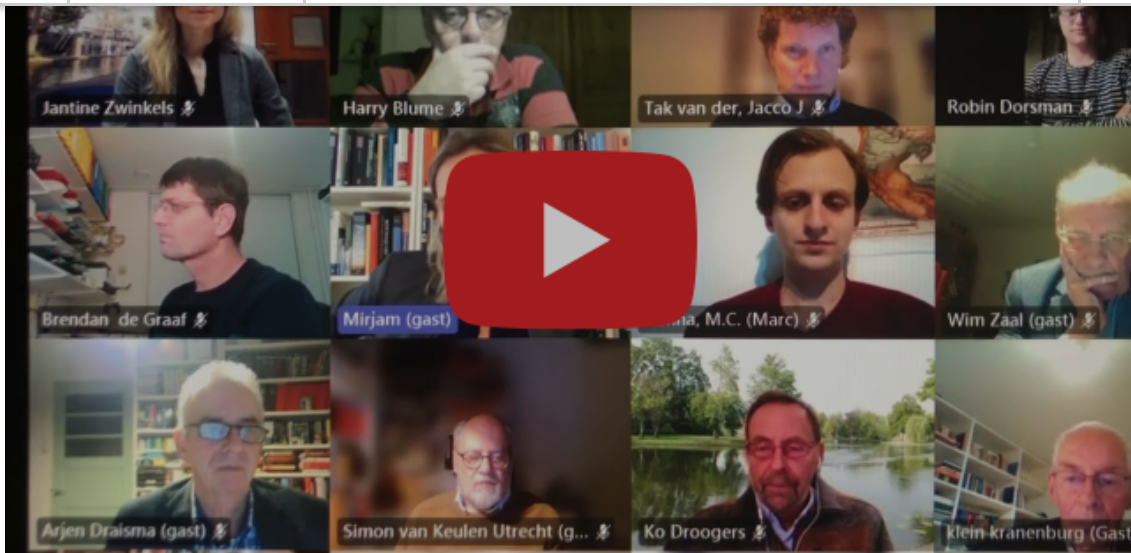 Jantine Zwinkels
Harry Blume
Tak van der, Jacco J
Robin Dorsman
Brendan de Graaf
Mirjam (gast)
M.C. (Marc)
Wim Zaal (gast)
Arjen Draisma (gast)
Simon van Keulen Utrecht (g...
Ko Droogers
klein kranenburg (Gast